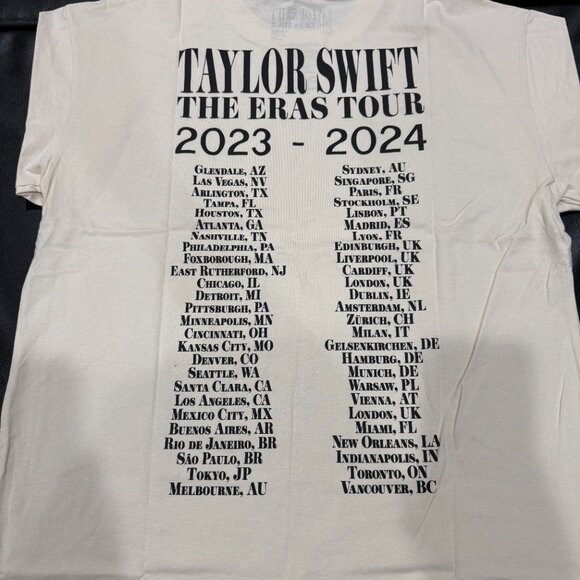 TAYLOR SWIFT
THE ERAS TOUR
2023 - 2024
GLENDALE, AZ
LAS VEGAS, NV
ARLINGTON, TX
TAMPA, FL
HOUSTON, TX
ATLANTA, GA
NASHVILLE, TN
PHILADELPHIA, PA
FOXBOROUGH, MA
EAST RUTHERFORD, NJ
CHICAGO, IL
DETROIT, MI
PITTSBURGH, PA
MINNEAPOLIS, MN
CINCINNATI, OH
KANSAS CITY, MO
DENVER, CO
SEATTLE, WA
SANTA CLARA, CA
LOS ANGELES, CA
MEXICO CITY, MX
BUENOS AIRES, AR
RIO DE JANEIRO, BR
SÃO PAULO, BR
TOKYO, JP
MELBOURNE, AU
SYDNEY, AU
SINGAPORE, SG
PARIS, FR
STOCKHOLM, SE
LISBON, PT
MADRID, ES
LYON, FR
EDINBURGH, UK
LIVERPOOL, UK
CARDIFF, UK
LONDON, UK
DUBLIN, IE
AMSTERDAM, NL
ZÜRICH, CH
MILAN, IT
GELSENKIRCHEN, DE
HAMBURG, DE
MUNICH, DE
WARSAW, PL
VIENNA, AT
LONDON, UK
MIAMI, FL
NEW ORLEANS, LA
INDIANAPOLIS, IN
TORONTO, ON
VANCOUVER, BC